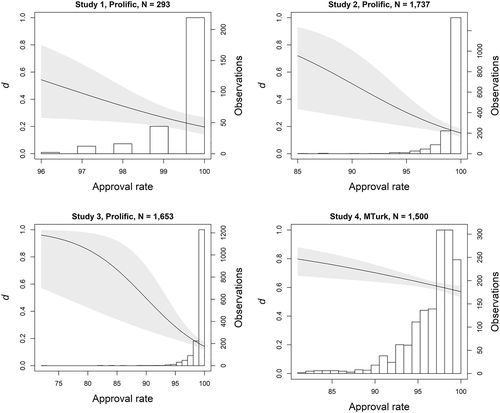 Study 1, Prolific, N = 293
1.0
0.8
0.6
0.4
0.2
0.0
d
200
150
100
50
0
Observations
96 97 98 99 100
Approval rate
Study 2, Prolific, N = 1,737
1.0
0.8
0.6
0.4
0.2
0.0
d
1200
1000
800
600
400
200
0
Observations
85 90 95 100
Approval rate
Study 3, Prolific, N = 1,653
1.0
0.8
0.6
0.4
0.2
0.0
d
1200
1000
800
600
400
200
0
Observations
75 80 85 90 95 100
Approval rate
Study 4, MTurk, N = 1,500
1.0
0.8
0.6
0.4
0.2
0.0
d
300
250
200
150
100
50
0
Observations
85 90 95 100
Approval rate